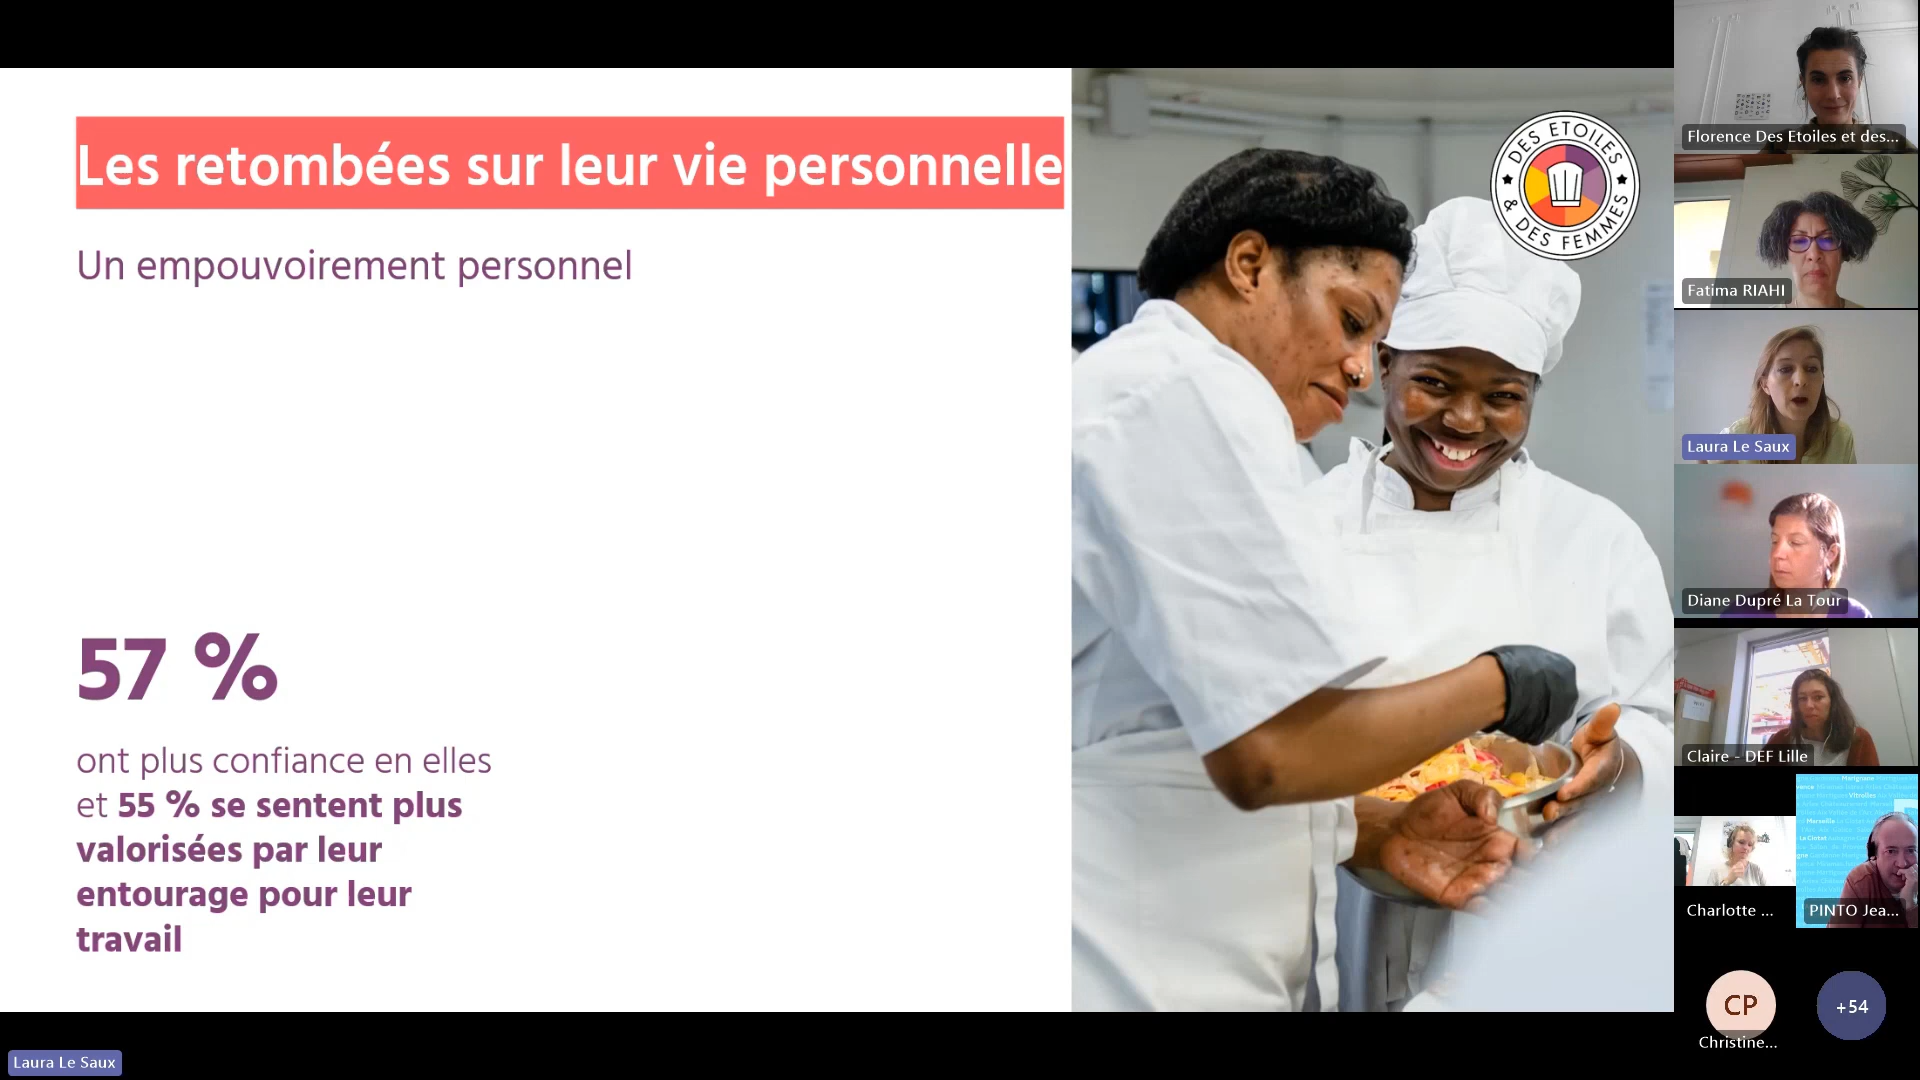 Les retombées sur leur vie personnelle
Un empouvoirement personnel
57 %
ont plus confiance en elles
et 55 % se sentent plus
valorisées par leur
entourage pour leur
travail
DES ETOILES
& DES FEMMES
Florence Des Etoiles et des...
Fatima RIAHI
Laura Le Saux
Diane Dupré La Tour
Claire - DEF Lille
Charlotte ...
PINTO Jea...
CP
Christine...
+54
Laura Le Saux